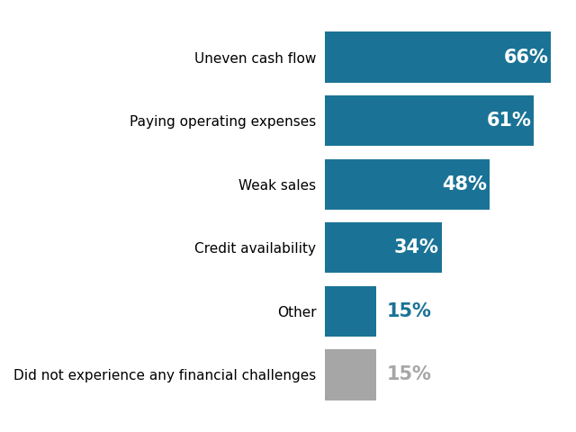 Uneven cash flow 66%
Paying operating expenses 61%
Weak sales 48%
Credit availability 34%
Other 15%
Did not experience any financial challenges 15%